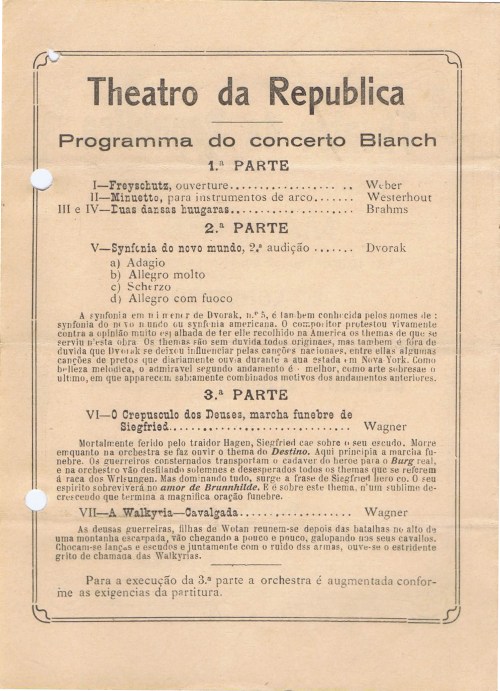 Theatro da Republica
Programma do concerto Blanch
1.ª PARTE
I—Freyschutz, ouverture.................... .. Weber
II—Minuetto, para instrumentos de arco....... Westerhout
III e IV—Duas dansas hungaras..................... Brahms
2.ª PARTE
V—Synfonia do novo mundo, 2.ª audição ....... Dvorak
a) Adagio
b) Allegro molto
c) Scherzo
d) Allegro com fuoco
A synfonia em mi menor de Dvorak, n.º 5, é tambem conhecida pelos nomes de :
synfonia do novo mundo ou synfonia americana. O compositor protestou vivamente
contra a opinião muito espalhada de ter elle recolhido na America os themas de que se
serviu n'esta obra Os themas são sem duvida todos originaes, mas tambem é fóra de
duvida que Dvorak se deixou influenciar pelas canções nacionaes, entre ellas algumas
canções de pretos que diariamente ouvia durante a sua estada em Nova-York. Como
belleza melodica, o admiravel segundo andamento é o melhor, como arte sobresae o
ultimo, em que apparecem sabiamente combinados motivos dos andamentos anteriores.
3.ª PARTE
VI—O Crepusculo dos Deuses, marcha funebre de
Siegfried................................. Wagner
Mortalmente ferido pelo traidor Hagen, Siegfried cae sobre o seu escudo. Morre
emquanto na orchestra se faz ouvir o thema do Destino. Aqui principia a marcha fu-
nebre. Os guerreiros consternados transportam o cadaver do heroe para o Burg real,
e na orchestra vão desfilando solemnes e desesperados todos os themas que se referem
á raca dos Welsungen. Mas dominando tudo, surge a frase de Siegfried heroico. O seu
espirito sobreviverá no amor de Brumnhilde. E é sobre este thema, n'um sublime de-
crescendo que termina a magnifica oração funebre.
VII—A Walkyria—Cavalgada..................... Wagner
As deusas guerreiras, filhas de Wotan reunem-se depois das batalhas no alto de
uma montanha escarpada, vão chegando a pouco e pouco, galopando nos seus cavallos.
Chocam-se lanças e escudos e juntamente com o ruido das armas, ouve-se o estridente
grito de chamada das Walkyrias.
Para a execução da 3.ª parte a orchestra é augmentada confor-
me as exigencias da partitura.